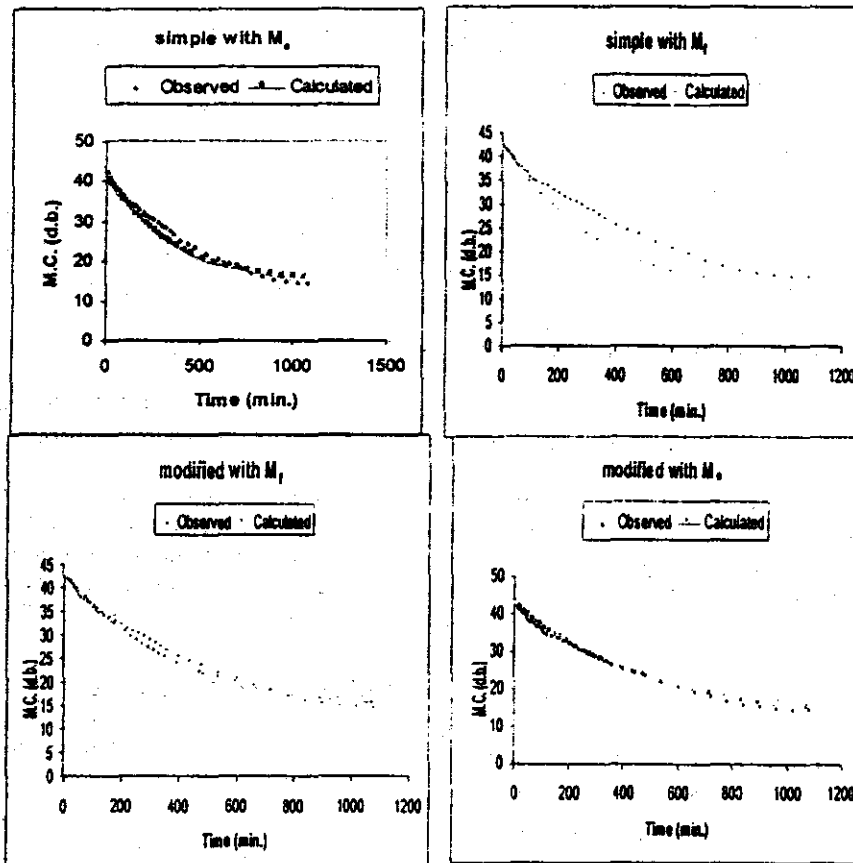 simple with Mₑ
Observed Calculated
50
40
30
20
10
0
M.C. (d.b.)
0 500 1000 1500
Time (min.)
simple with M_f
Observed Calculated
45
40
35
30
25
20
15
10
5
0
M.C. (d.b.)
0 200 400 600 800 1000 1200
Time (min.)
modified with M_f
Observed Calculated
45
40
35
30
25
20
15
10
5
0
M.C. (d.b.)
0 200 400 600 800 1000 1200
Time (min.)
modified with Mₑ
Observed Calculated
50
40
30
20
10
0
M.C. (d.b.)
0 200 400 600 800 1000 1200
Time (min.)